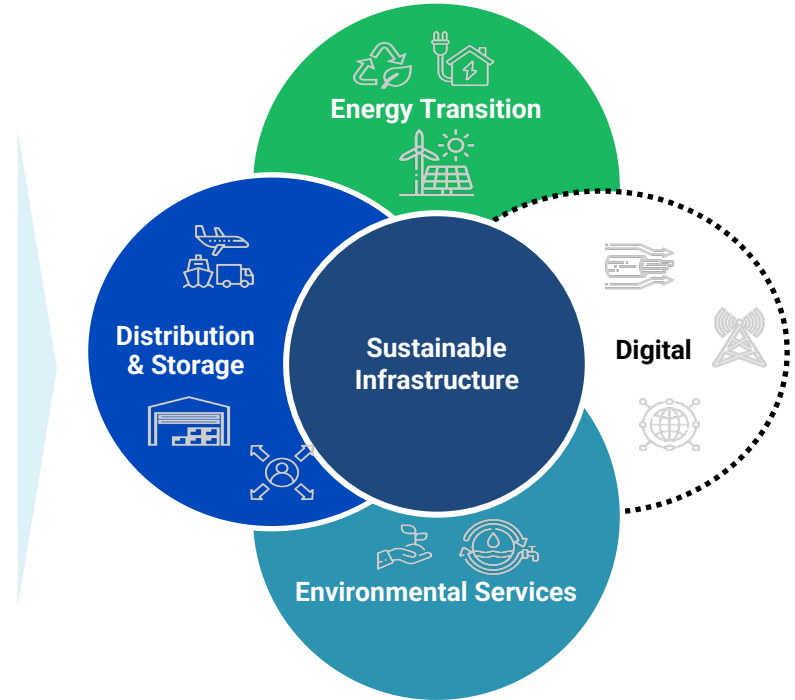 Energy Transition
Distribution
& Storage
Sustainable
Infrastructure
Digital
Environmental Services